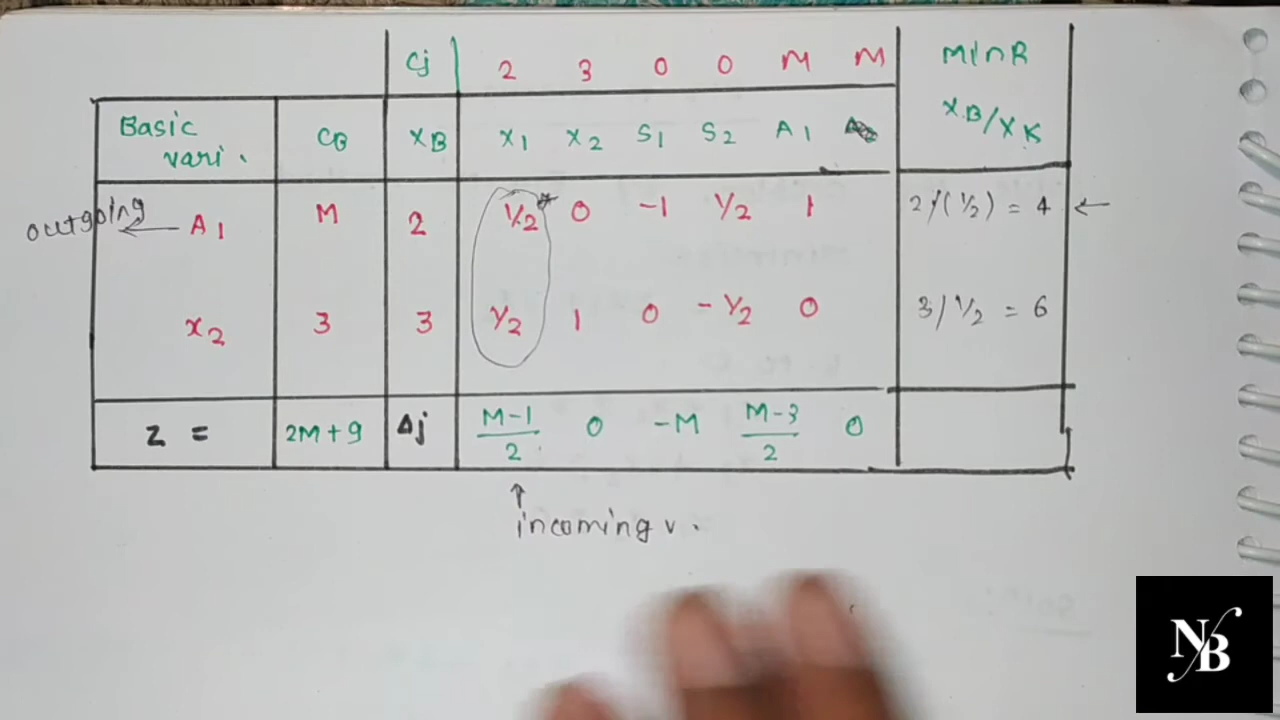 Cj 2 3 0 0 M M MinR
Basic vari. CB XB X1 X2 S1 S2 A1 XB/XK
outgoing A1 M 2 1/2* 0 -1 1/2 1 2/(1/2) = 4 ←
x2 3 3 1/2 1 0 -1/2 0 3/1/2 = 6
Z = 2M+9 Δj M-1/2 0 -M M-3/2 0
↑
incoming v.
NB